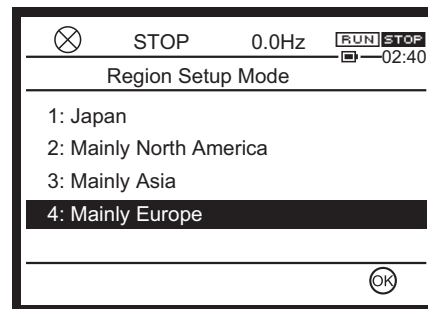 STOP 0.0Hz RUN STOP
02:40
Region Setup Mode
1: Japan
2: Mainly North America
3: Mainly Asia
4: Mainly Europe
OK